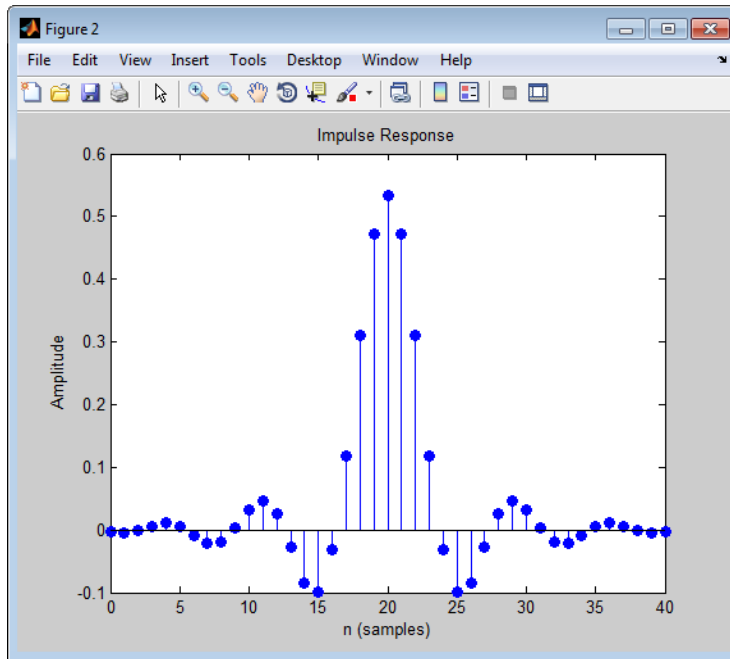 Figure 2
File Edit View Insert Tools Desktop Window Help
Impulse Response
0.6
0.5
0.4
0.3
0.2
0.1
0
-0.1
Amplitude
0 5 10 15 20 25 30 35 40
n (samples)